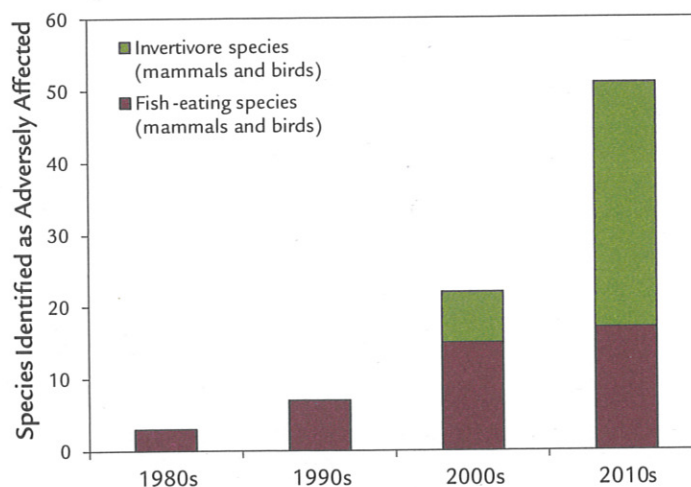 Species Identified as Adversely Affected
60
50
40
30
20
10
0
Invertivore species
(mammals and birds)
Fish-eating species
(mammals and birds)
1980s
1990s
2000s
2010s